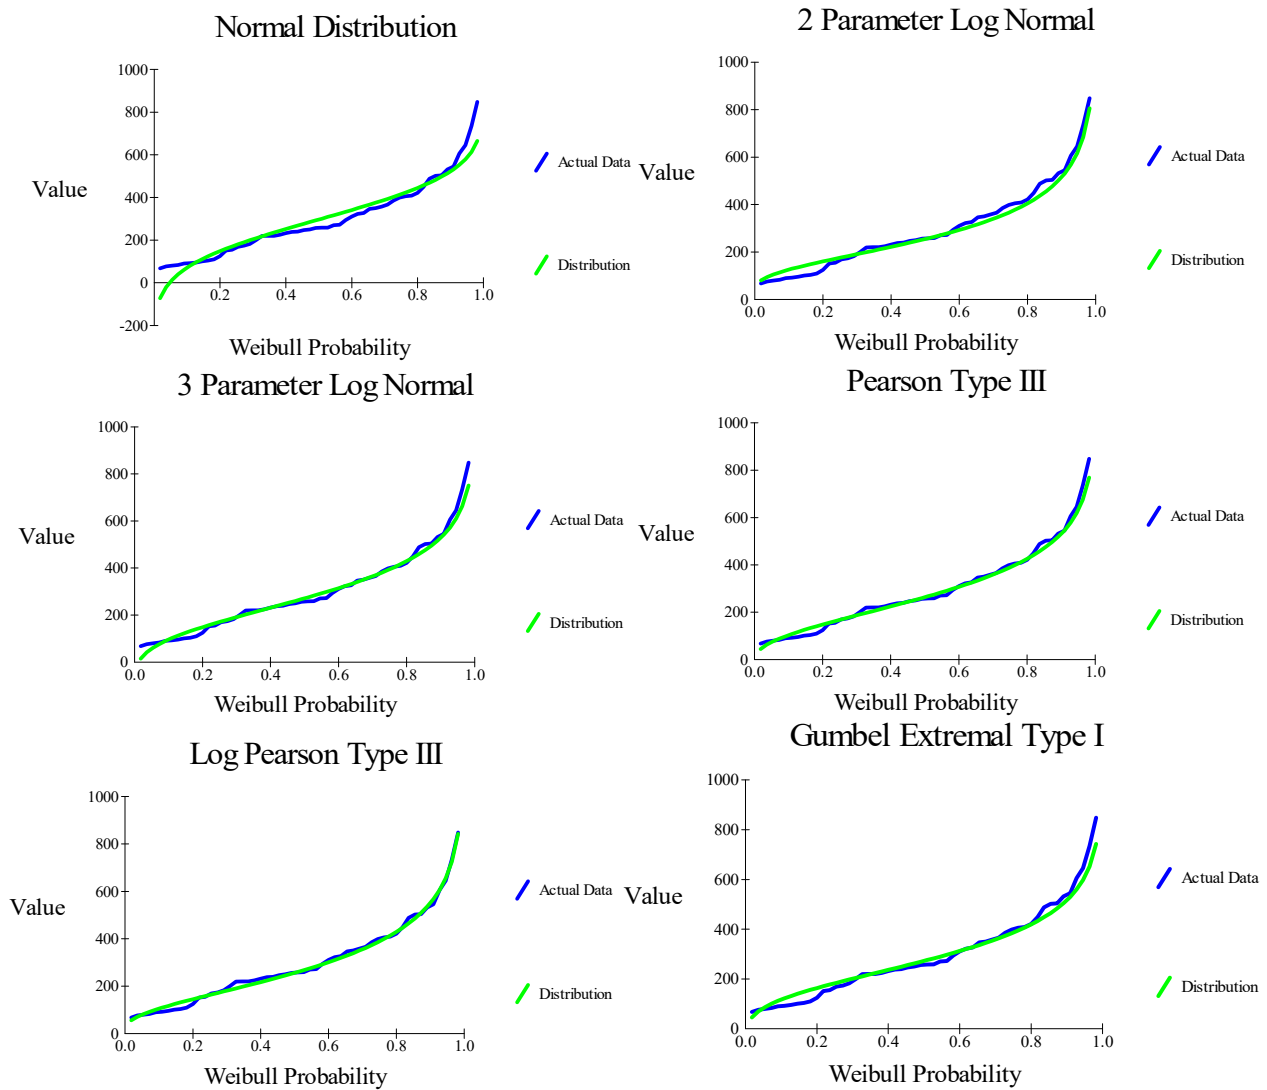 Normal Distribution
1000
800
600
400
200
0
-200
0.2
0.4
0.6
0.8
1.0
Value
Weibull Probability
Actual Data
Distribution
2 Parameter Log Normal
1000
800
600
400
200
0
0.0
0.2
0.4
0.6
0.8
1.0
Value
Weibull Probability
Actual Data
Distribution
3 Parameter Log Normal
1000
800
600
400
200
0
0.0
0.2
0.4
0.6
0.8
1.0
Value
Weibull Probability
Actual Data
Distribution
Pearson Type III
1000
800
600
400
200
0
0.0
0.2
0.4
0.6
0.8
1.0
Value
Weibull Probability
Actual Data
Distribution
Log Pearson Type III
1000
800
600
400
200
0
0.0
0.2
0.4
0.6
0.8
1.0
Value
Weibull Probability
Actual Data
Distribution
Gumbel Extremal Type I
1000
800
600
400
200
0
0.0
0.2
0.4
0.6
0.8
1.0
Value
Weibull Probability
Actual Data
Distribution